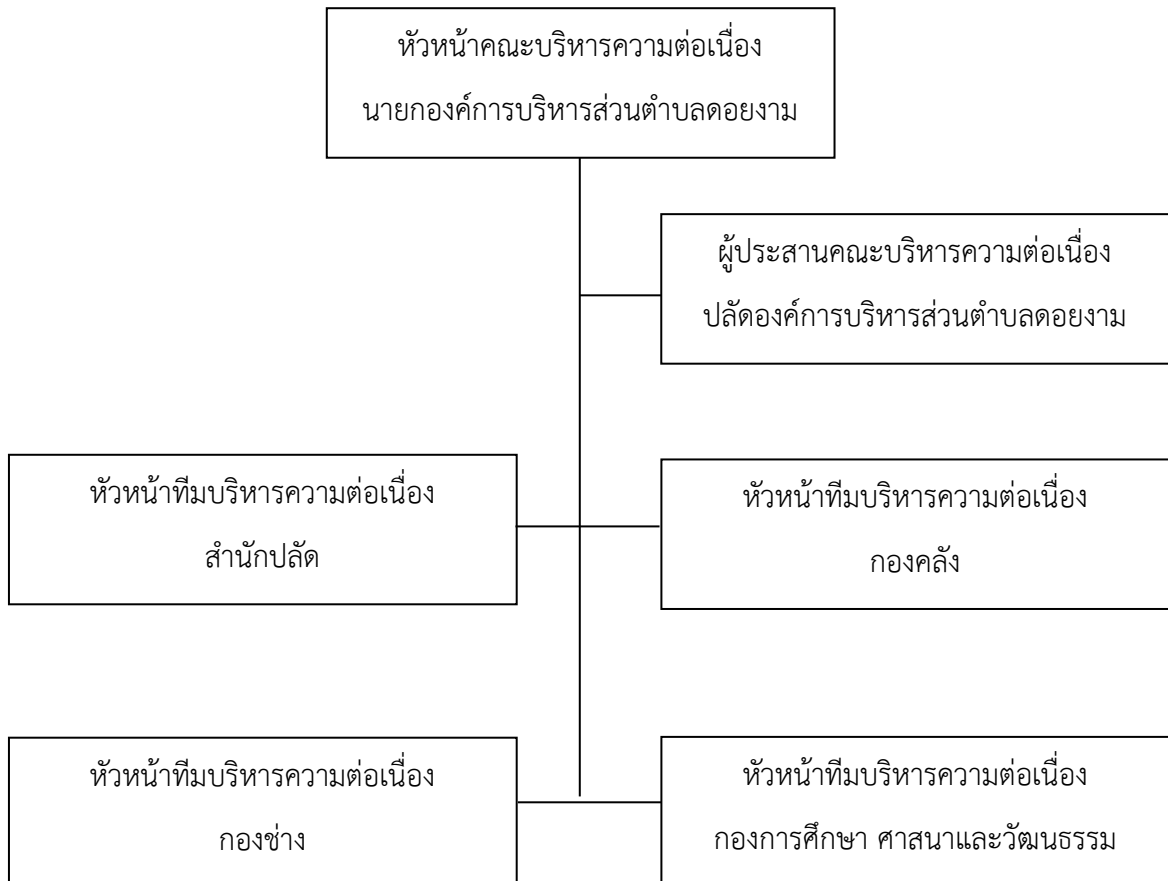 หัวหน้าคณะบริหารความต่อเนื่อง
นายกองค์การบริหารส่วนตำบลดอยงาม
ผู้ประสานคณะบริหารความต่อเนื่อง
ปลัดองค์การบริหารส่วนตำบลดอยงาม
หัวหน้าทีมบริหารความต่อเนื่อง
สำนักปลัด
หัวหน้าทีมบริหารความต่อเนื่อง
กองคลัง
หัวหน้าทีมบริหารความต่อเนื่อง
กองช่าง
หัวหน้าทีมบริหารความต่อเนื่อง
กองการศึกษา ศาสนาและวัฒนธรรม